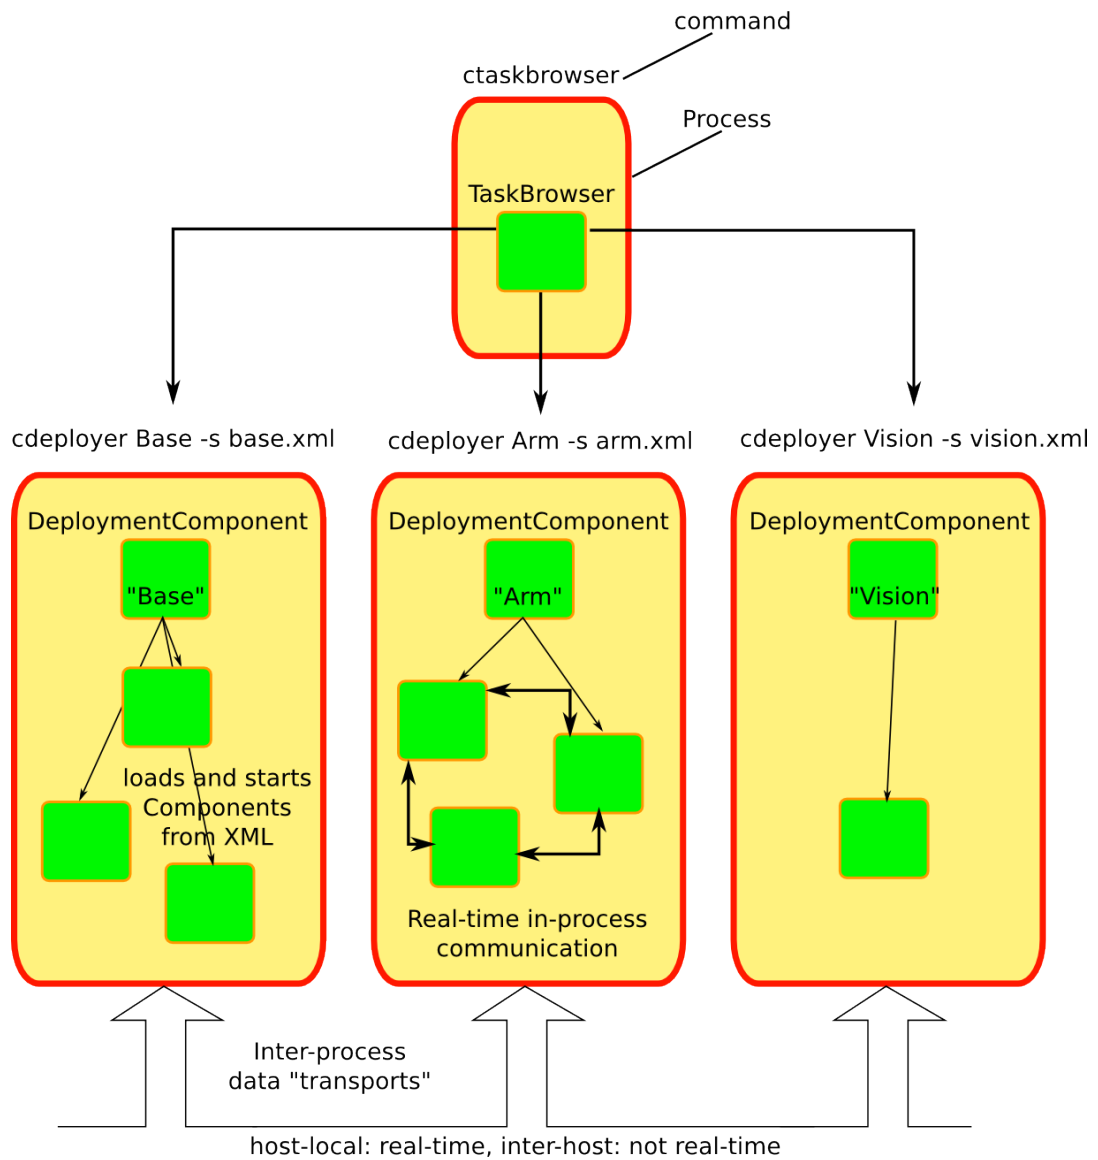 command
ctaskbrowser
Process
TaskBrowser
cdeployer Base -s base.xml
cdeployer Arm -s arm.xml
cdeployer Vision -s vision.xml
DeploymentComponent
"Base"
loads and starts
Components
from XML
DeploymentComponent
"Arm"
Real-time in-process
communication
DeploymentComponent
"Vision"
Inter-process
data "transports"
host-local: real-time, inter-host: not real-time